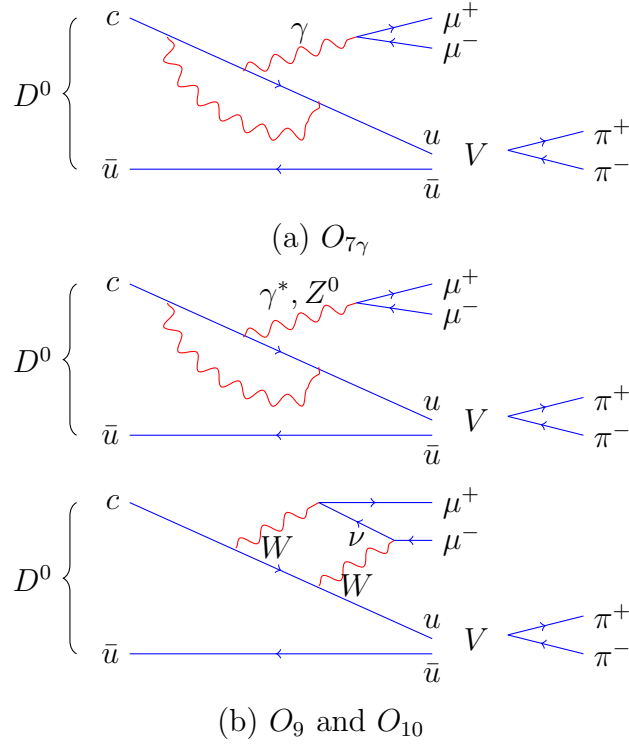 c γ μ⁺
μ⁻
D⁰
u V π⁺
ū ū π⁻
(a) O₇γ
c γ*, Z⁰ μ⁺
μ⁻
D⁰
u V π⁺
ū ū π⁻
c μ⁺
W ν μ⁻
D⁰ W
u V π⁺
ū ū π⁻
(b) O₉ and O₁₀